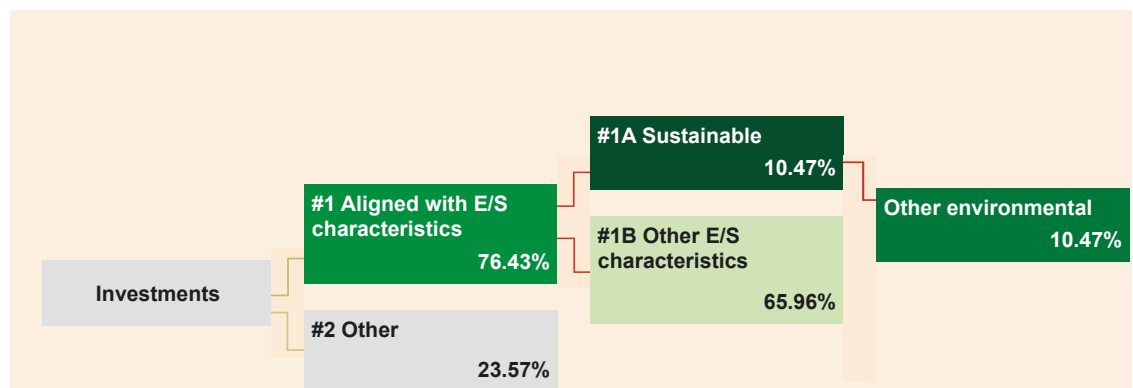 Investments
#1 Aligned with E/S
characteristics
76.43%
#2 Other
23.57%
#1A Sustainable
10.47%
#1B Other E/S
characteristics
65.96%
Other environmental
10.47%